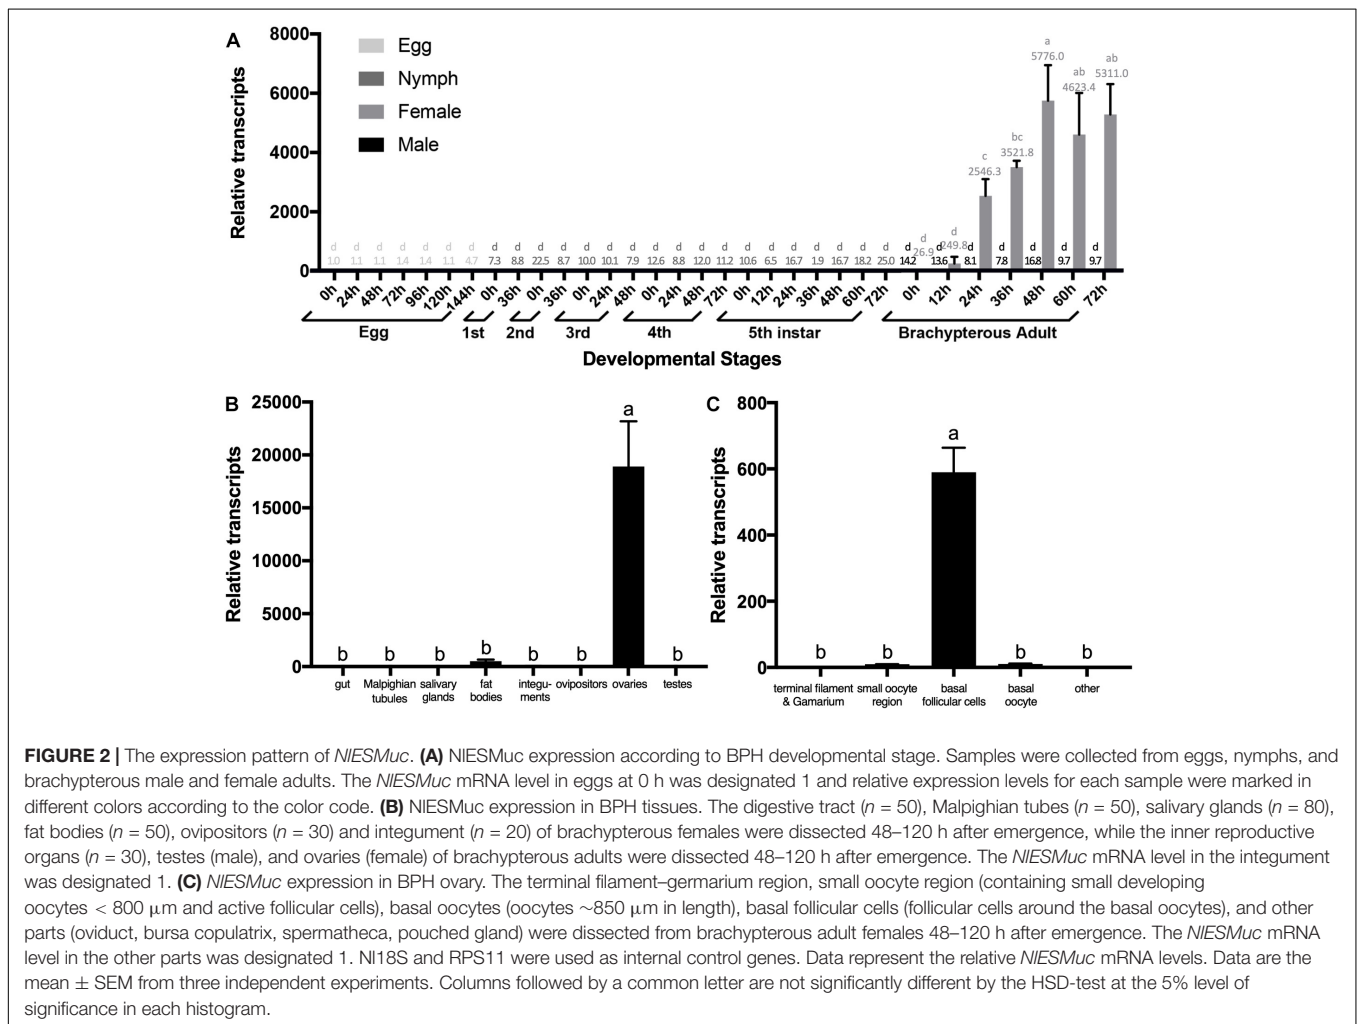 A
8000
6000
4000
2000
0
Relative transcripts
Egg
Nymph
Female
Male
d d d d d d d d d d d d d d d d d d d d d d d d d d d d d c d bc d a d ab d ab
1.0 1.1 1.1 1.4 1.4 1.1 4.7 7.3 8.8 22.5 8.7 10.0 10.1 7.9 12.6 8.8 12.0 11.2 10.6 6.5 16.7 1.9 16.7 18.2 25.0 14.2 26.9 13.6 249.8 8.1 2546.3 7.8 3521.8 16.8 5776.0 9.7 4623.4 9.7 5311.0
0h 24h 48h 72h 96h 120h 144h 0h 36h 0h 36h 0h 24h 48h 0h 24h 48h 72h 0h 12h 24h 36h 48h 60h 72h 0h 12h 24h 36h 48h 60h 72h
Egg 1st 2nd 3rd 4th 5th instar Brachypterous Adult
Developmental Stages
B
25000
20000
15000
10000
5000
0
Relative transcripts
b b b b b b a b
gut Malpighian salivary fat integu- ovipositors ovaries testes
tubules glands bodies ments
C
800
600
400
200
0
Relative transcripts
b b a b b
terminal filament small oocyte basal basal other
& Gamarium region follicular cells oocyte
FIGURE 2 | The expression pattern of NlESMuc. (A) NlESMuc expression according to BPH developmental stage. Samples were collected from eggs, nymphs, and
brachypterous male and female adults. The NlESMuc mRNA level in eggs at 0 h was designated 1 and relative expression levels for each sample were marked in
different colors according to the color code. (B) NlESMuc expression in BPH tissues. The digestive tract (n = 50), Malpighian tubes (n = 50), salivary glands (n = 80),
fat bodies (n = 50), ovipositors (n = 30) and integument (n = 20) of brachypterous females were dissected 48–120 h after emergence, while the inner reproductive
organs (n = 30), testes (male), and ovaries (female) of brachypterous adults were dissected 48–120 h after emergence. The NlESMuc mRNA level in the integument
was designated 1. (C) NlESMuc expression in BPH ovary. The terminal filament–germarium region, small oocyte region (containing small developing
oocytes < 800 μm and active follicular cells), basal oocytes (oocytes ∼850 μm in length), basal follicular cells (follicular cells around the basal oocytes), and other
parts (oviduct, bursa copulatrix, spermatheca, pouched gland) were dissected from brachypterous adult females 48–120 h after emergence. The NlESMuc mRNA
level in the other parts was designated 1. Nl18S and RPS11 were used as internal control genes. Data represent the relative NlESMuc mRNA levels. Data are the
mean ± SEM from three independent experiments. Columns followed by a common letter are not significantly different by the HSD-test at the 5% level of
significance in each histogram.